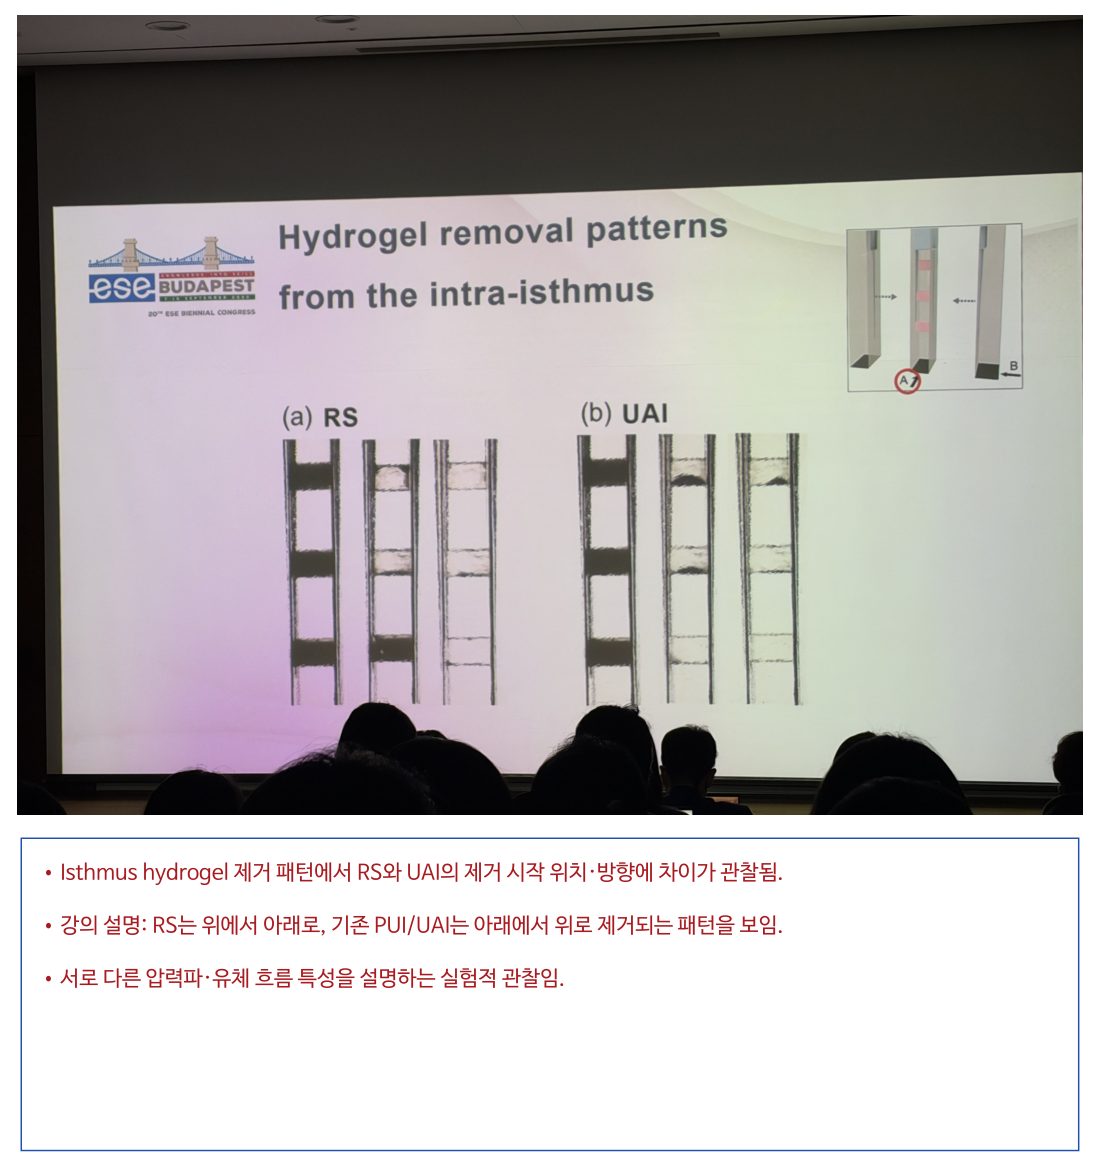 Hydrogel removal patterns
from the intra-isthmus
ese
BUDAPEST
20TH ESE BIENNIAL CONGRESS
A
B
(a) RS
(b) UAI
• Isthmus hydrogel 제거 패턴에서 RS와 UAI의 제거 시작 위치·방향에 차이가 관찰됨.
• 강의 설명: RS는 위에서 아래로, 기존 PUI/UAI는 아래에서 위로 제거되는 패턴을 보임.
• 서로 다른 압력파·유체 흐름 특성을 설명하는 실험적 관찰임.